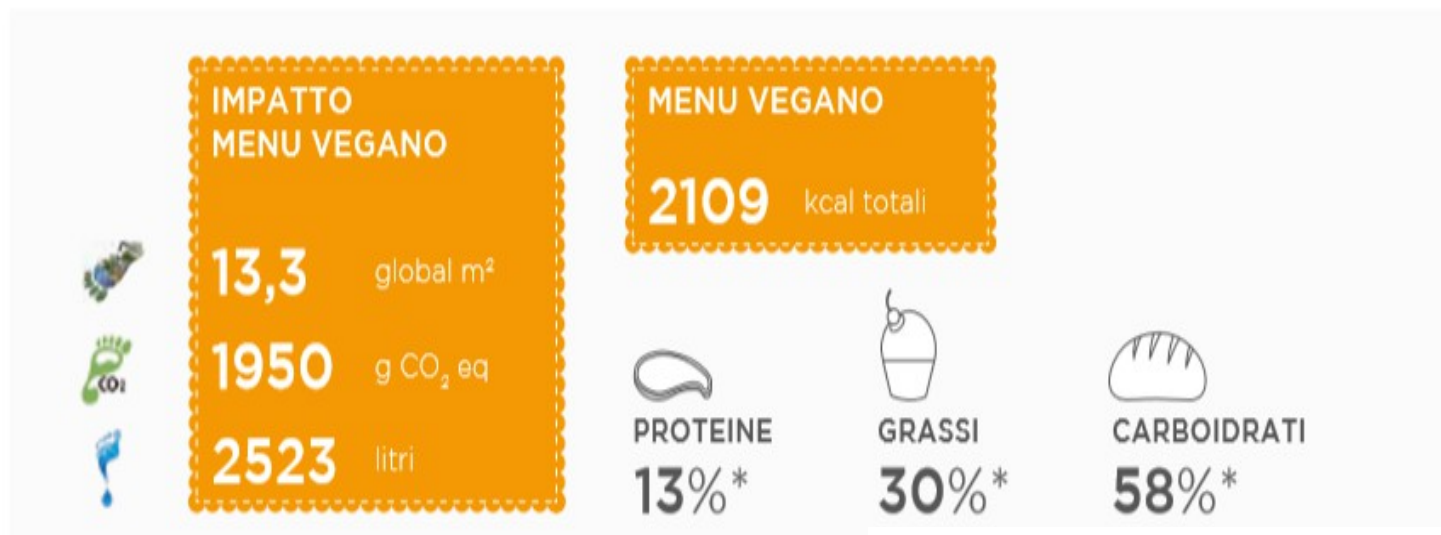 IMPATTO
MENU VEGANO
13,3 global m²
1950 g CO₂ eq
2523 litri
CO₂
MENU VEGANO
2109 kcal totali
PROTEINE
13%*
GRASSI
30%*
CARBOIDRATI
58%*